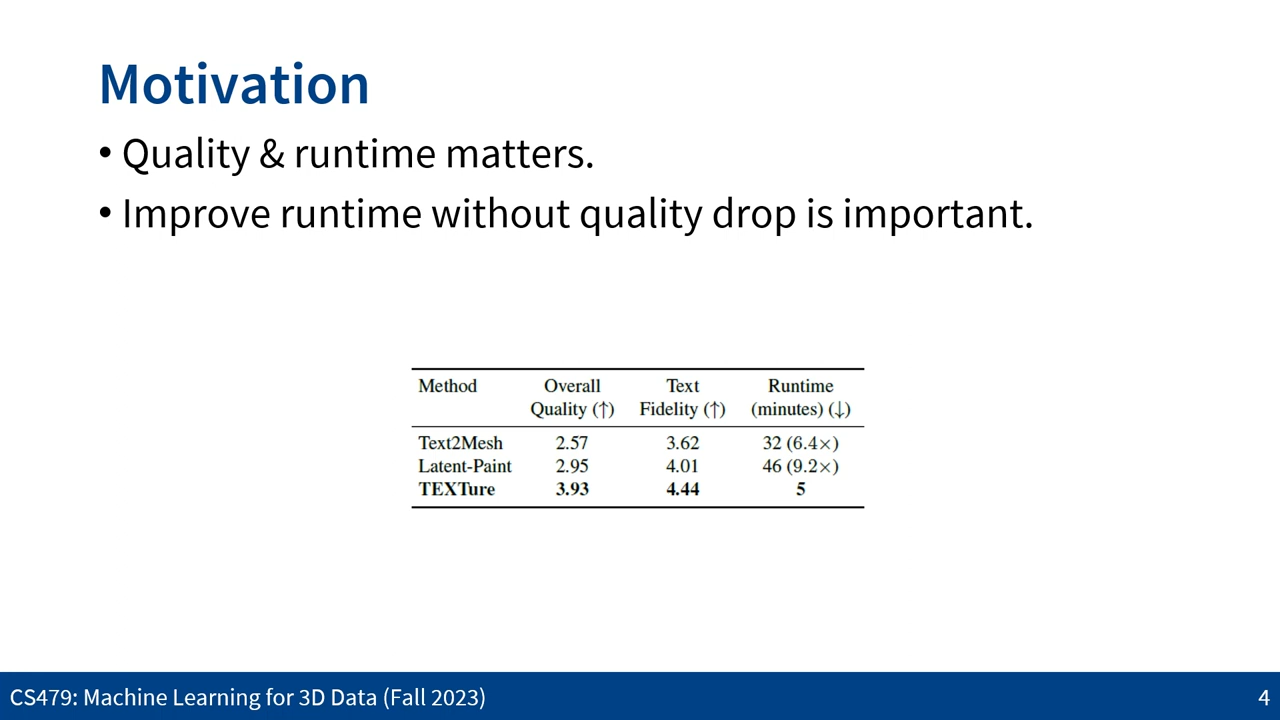 Motivation
• Quality & runtime matters.
• Improve runtime without quality drop is important.
Method Overall Text Runtime
Quality (↑) Fidelity (↑) (minutes) (↓)
Text2Mesh 2.57 3.62 32 (6.4×)
Latent-Paint 2.95 4.01 46 (9.2×)
TEXTure 3.93 4.44 5
CS479: Machine Learning for 3D Data (Fall 2023) 4